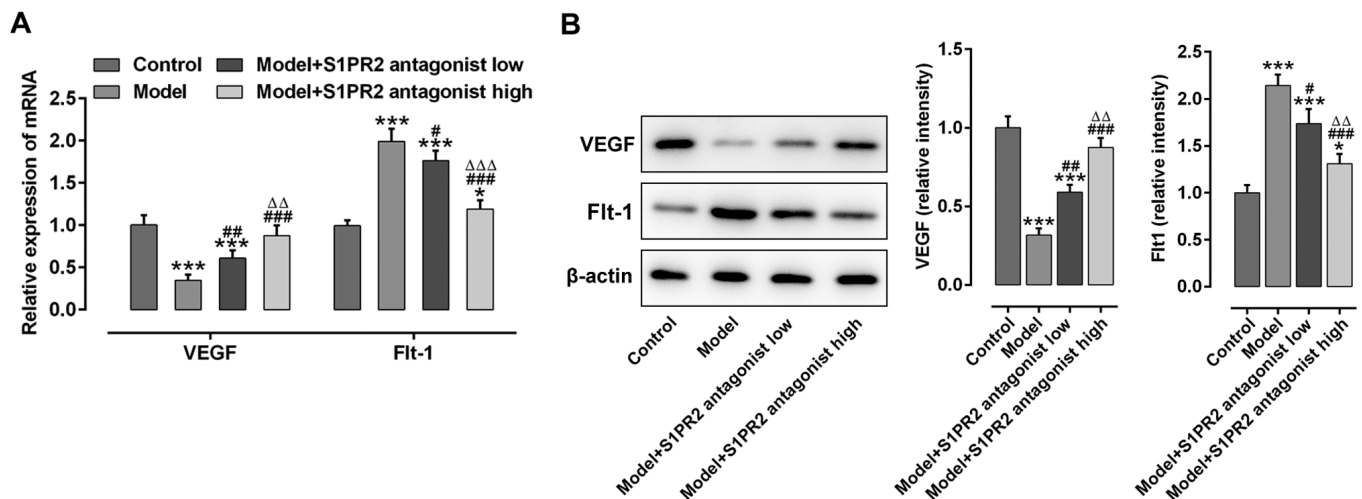 A
Control
Model+S1PR2 antagonist low
Model
Model+S1PR2 antagonist high
Relative expression of mRNA
2.5
2.0
1.5
1.0
0.5
0.0
***
##
***
ΔΔ
###
***
#
***
ΔΔΔ
###
*
VEGF
Flt-1
B
VEGF
Flt-1
β-actin
Control
Model
Model+S1PR2 antagonist low
Model+S1PR2 antagonist high
VEGF (relative intensity)
1.5
1.0
0.5
0.0
***
##
***
ΔΔ
###
Control
Model
Model+S1PR2 antagonist low
Model+S1PR2 antagonist high
Flt1 (relative intensity)
2.5
2.0
1.5
1.0
1.5
0.0
***
#
***
ΔΔ
###
*
Control
Model
Model+S1PR2 antagonist low
Model+S1PR2 antagonist high